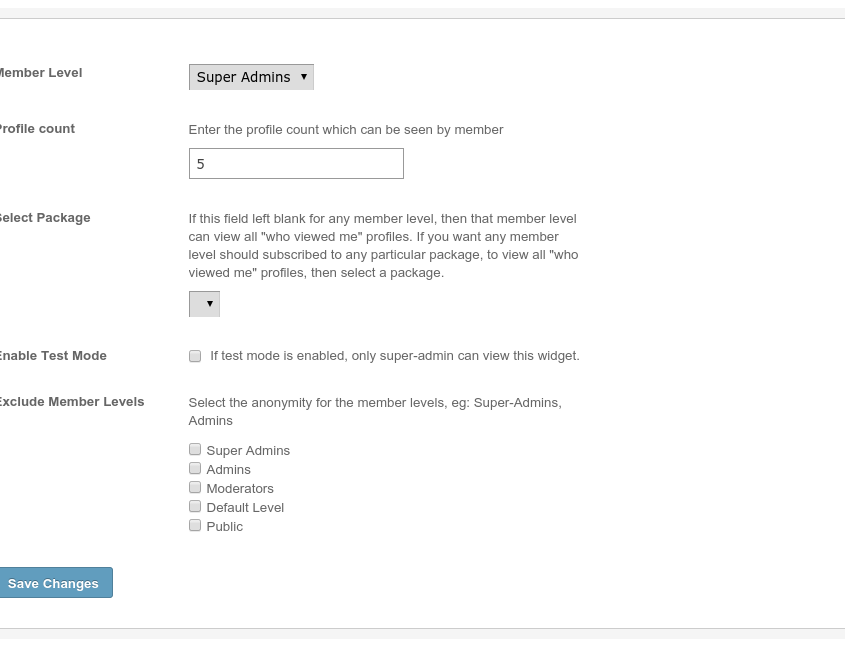 Member Level
Super Admins
Profile count
Enter the profile count which can be seen by member
5
Select Package
If this field left blank for any member level, then that member level
can view all "who viewed me" profiles. If you want any member
level should subscribed to any particular package, to view all "who
viewed me" profiles, then select a package.
Enable Test Mode
If test mode is enabled, only super-admin can view this widget.
Exclude Member Levels
Select the anonymity for the member levels, eg: Super-Admins,
Admins
Super Admins
Admins
Moderators
Default Level
Public
Save Changes